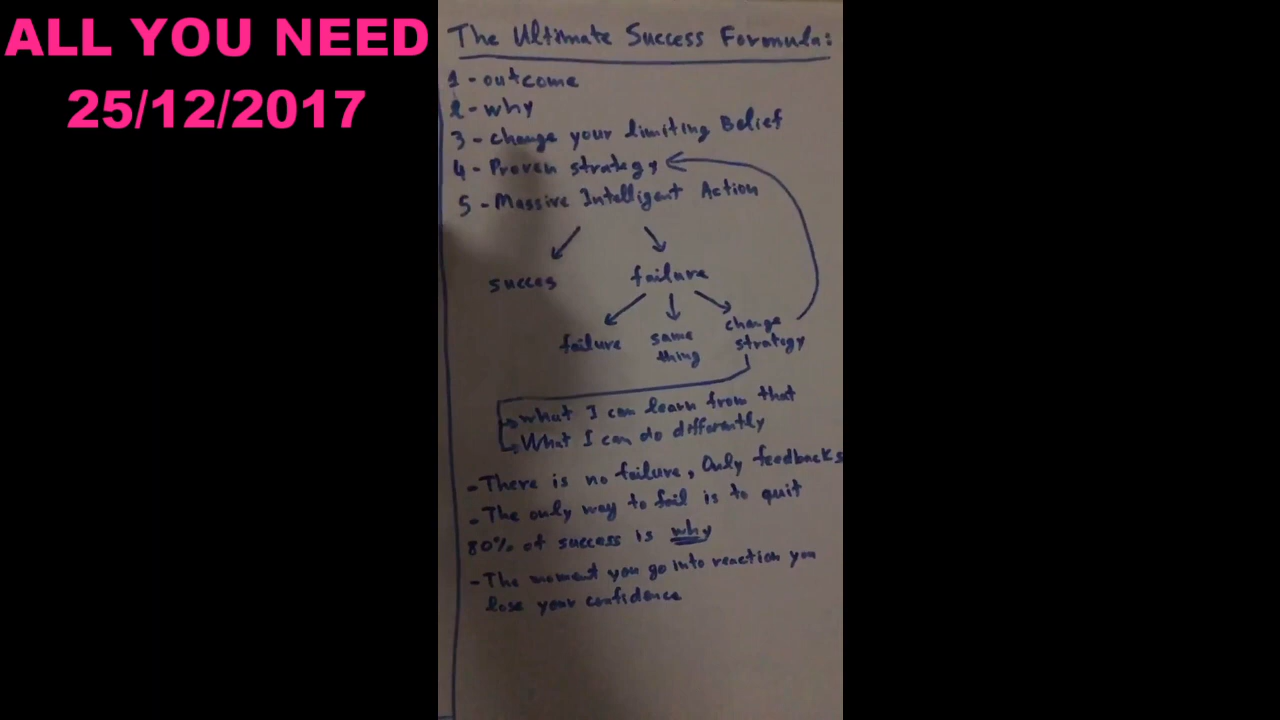 ALL YOU NEED
25/12/2017
The Ultimate Success Formula:
1 - outcome
2 - why
3 - change your limiting Belief
4 - Proven strategy
5 - Massive Intelligent Action
succes
failure
failure
same
thing
change
strategy
what I can learn from that
What I can do differently
- There is no failure, Only feedbacks
- The only way to fail is to quit
80% of success is why
- The moment you go into reaction you
lose your confidence